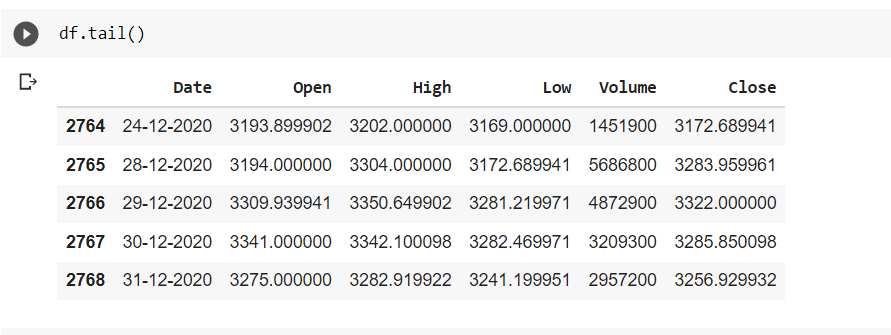 df.tail()
Date Open High Low Volume Close
2764 24-12-2020 3193.899902 3202.000000 3169.000000 1451900 3172.689941
2765 28-12-2020 3194.000000 3304.000000 3172.689941 5686800 3283.959961
2766 29-12-2020 3309.939941 3350.649902 3281.219971 4872900 3322.000000
2767 30-12-2020 3341.000000 3342.100098 3282.469971 3209300 3285.850098
2768 31-12-2020 3275.000000 3282.919922 3241.199951 2957200 3256.929932